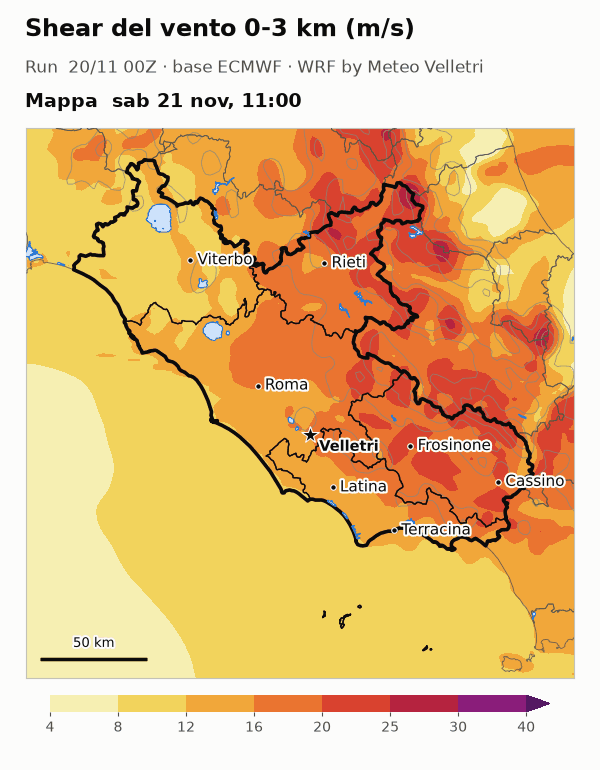 Shear del vento 0-3 km (m/s)
Run  20/11 00Z · base ECMWF · WRF by Meteo Velletri
Mappa  sab 21 nov, 11:00
Viterbo
Rieti
Roma
Velletri
Frosinone
Cassino
Latina
Terracina
50 km
4 8 12 16 20 25 30 40